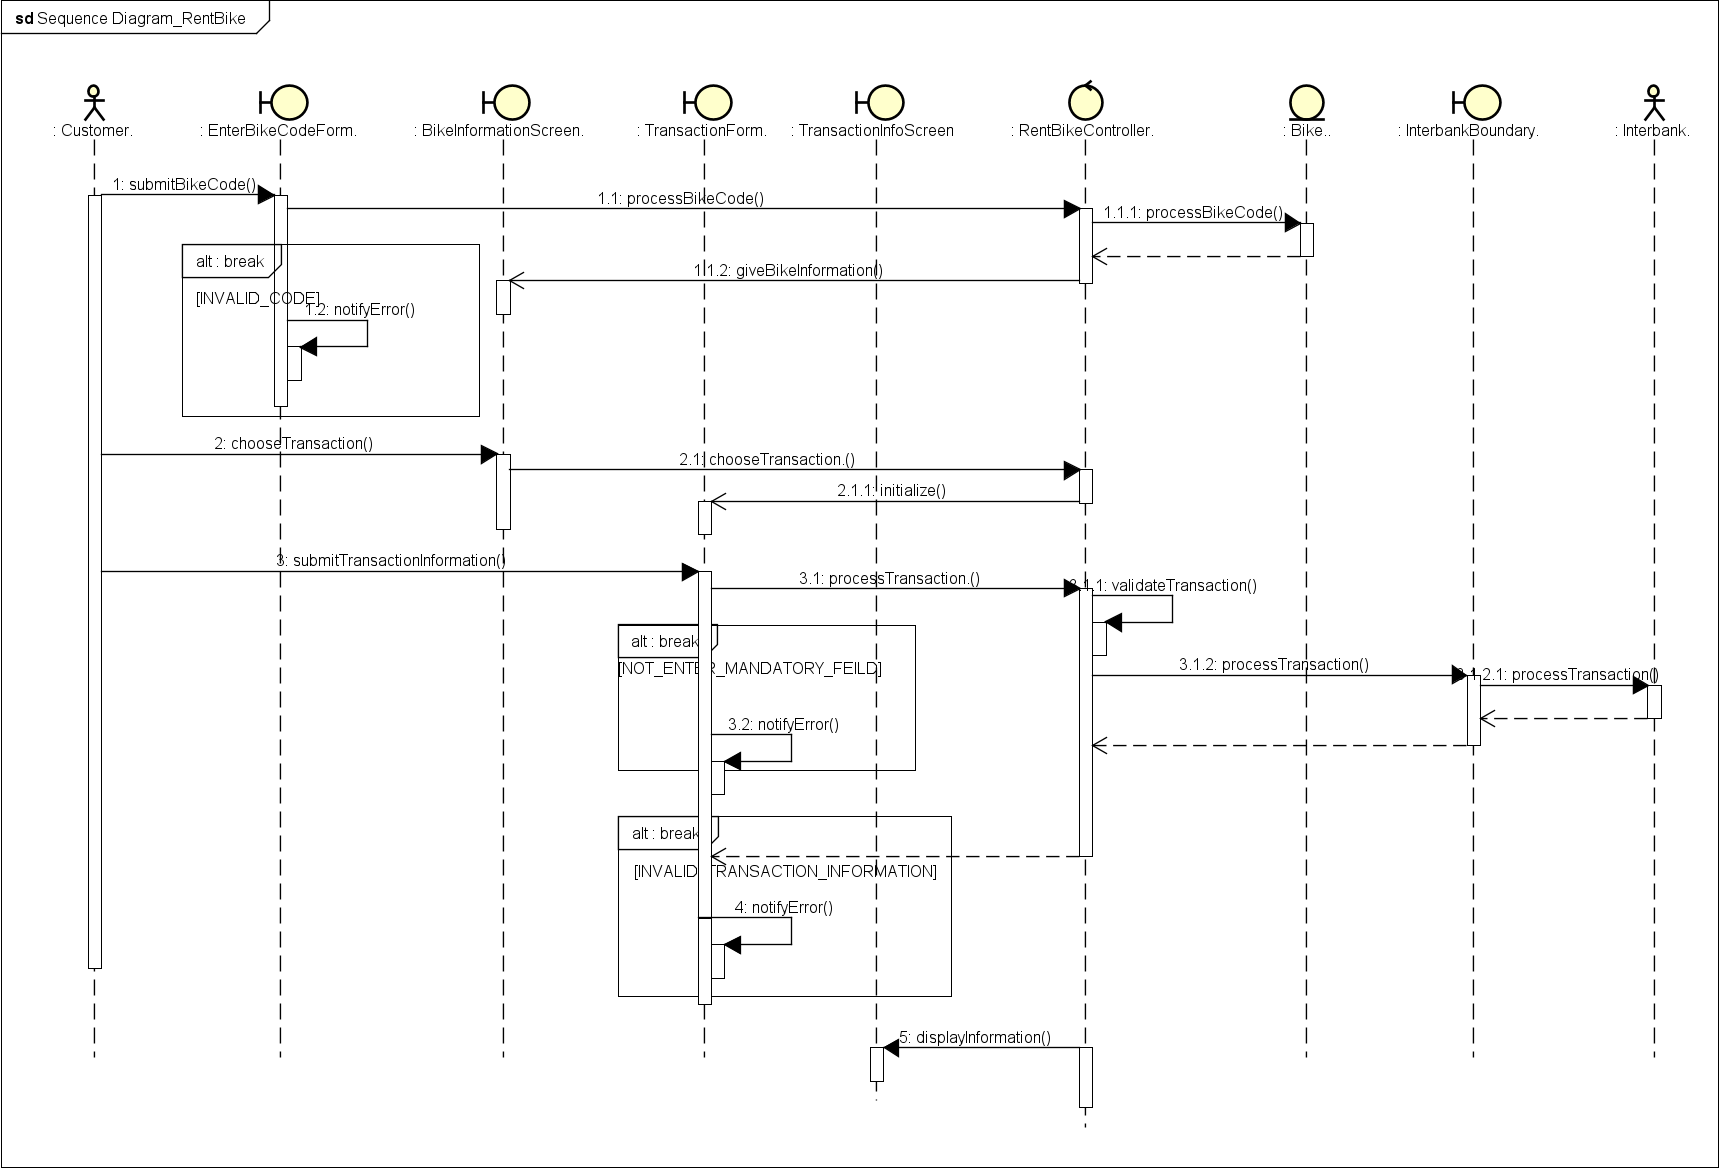 sd Sequence Diagram_RentBike
: Customer.
: EnterBikeCodeForm.
: BikeInformationScreen.
: TransactionForm.
: TransactionInfoScreen
: RentBikeController.
: Bike..
: InterbankBoundary.
: Interbank.
1: submitBikeCode()
1.1: processBikeCode()
1.1.1: processBikeCode()
alt : break
1.1.2: giveBikeInformation()
[INVALID_CODE]
1.2: notifyError()
2: chooseTransaction()
2.1: chooseTransaction.()
2.1.1: initialize()
3: submitTransactionInformation()
3.1: processTransaction.()
3.1.1: validateTransaction()
alt : break
[NOT_ENTER_MANDATORY_FEILD]
3.1.2: processTransaction()
3.1.2.1: processTransaction()
3.2: notifyError()
alt : break
[INVALID_TRANSACTION_INFORMATION]
4: notifyError()
5: displayInformation()